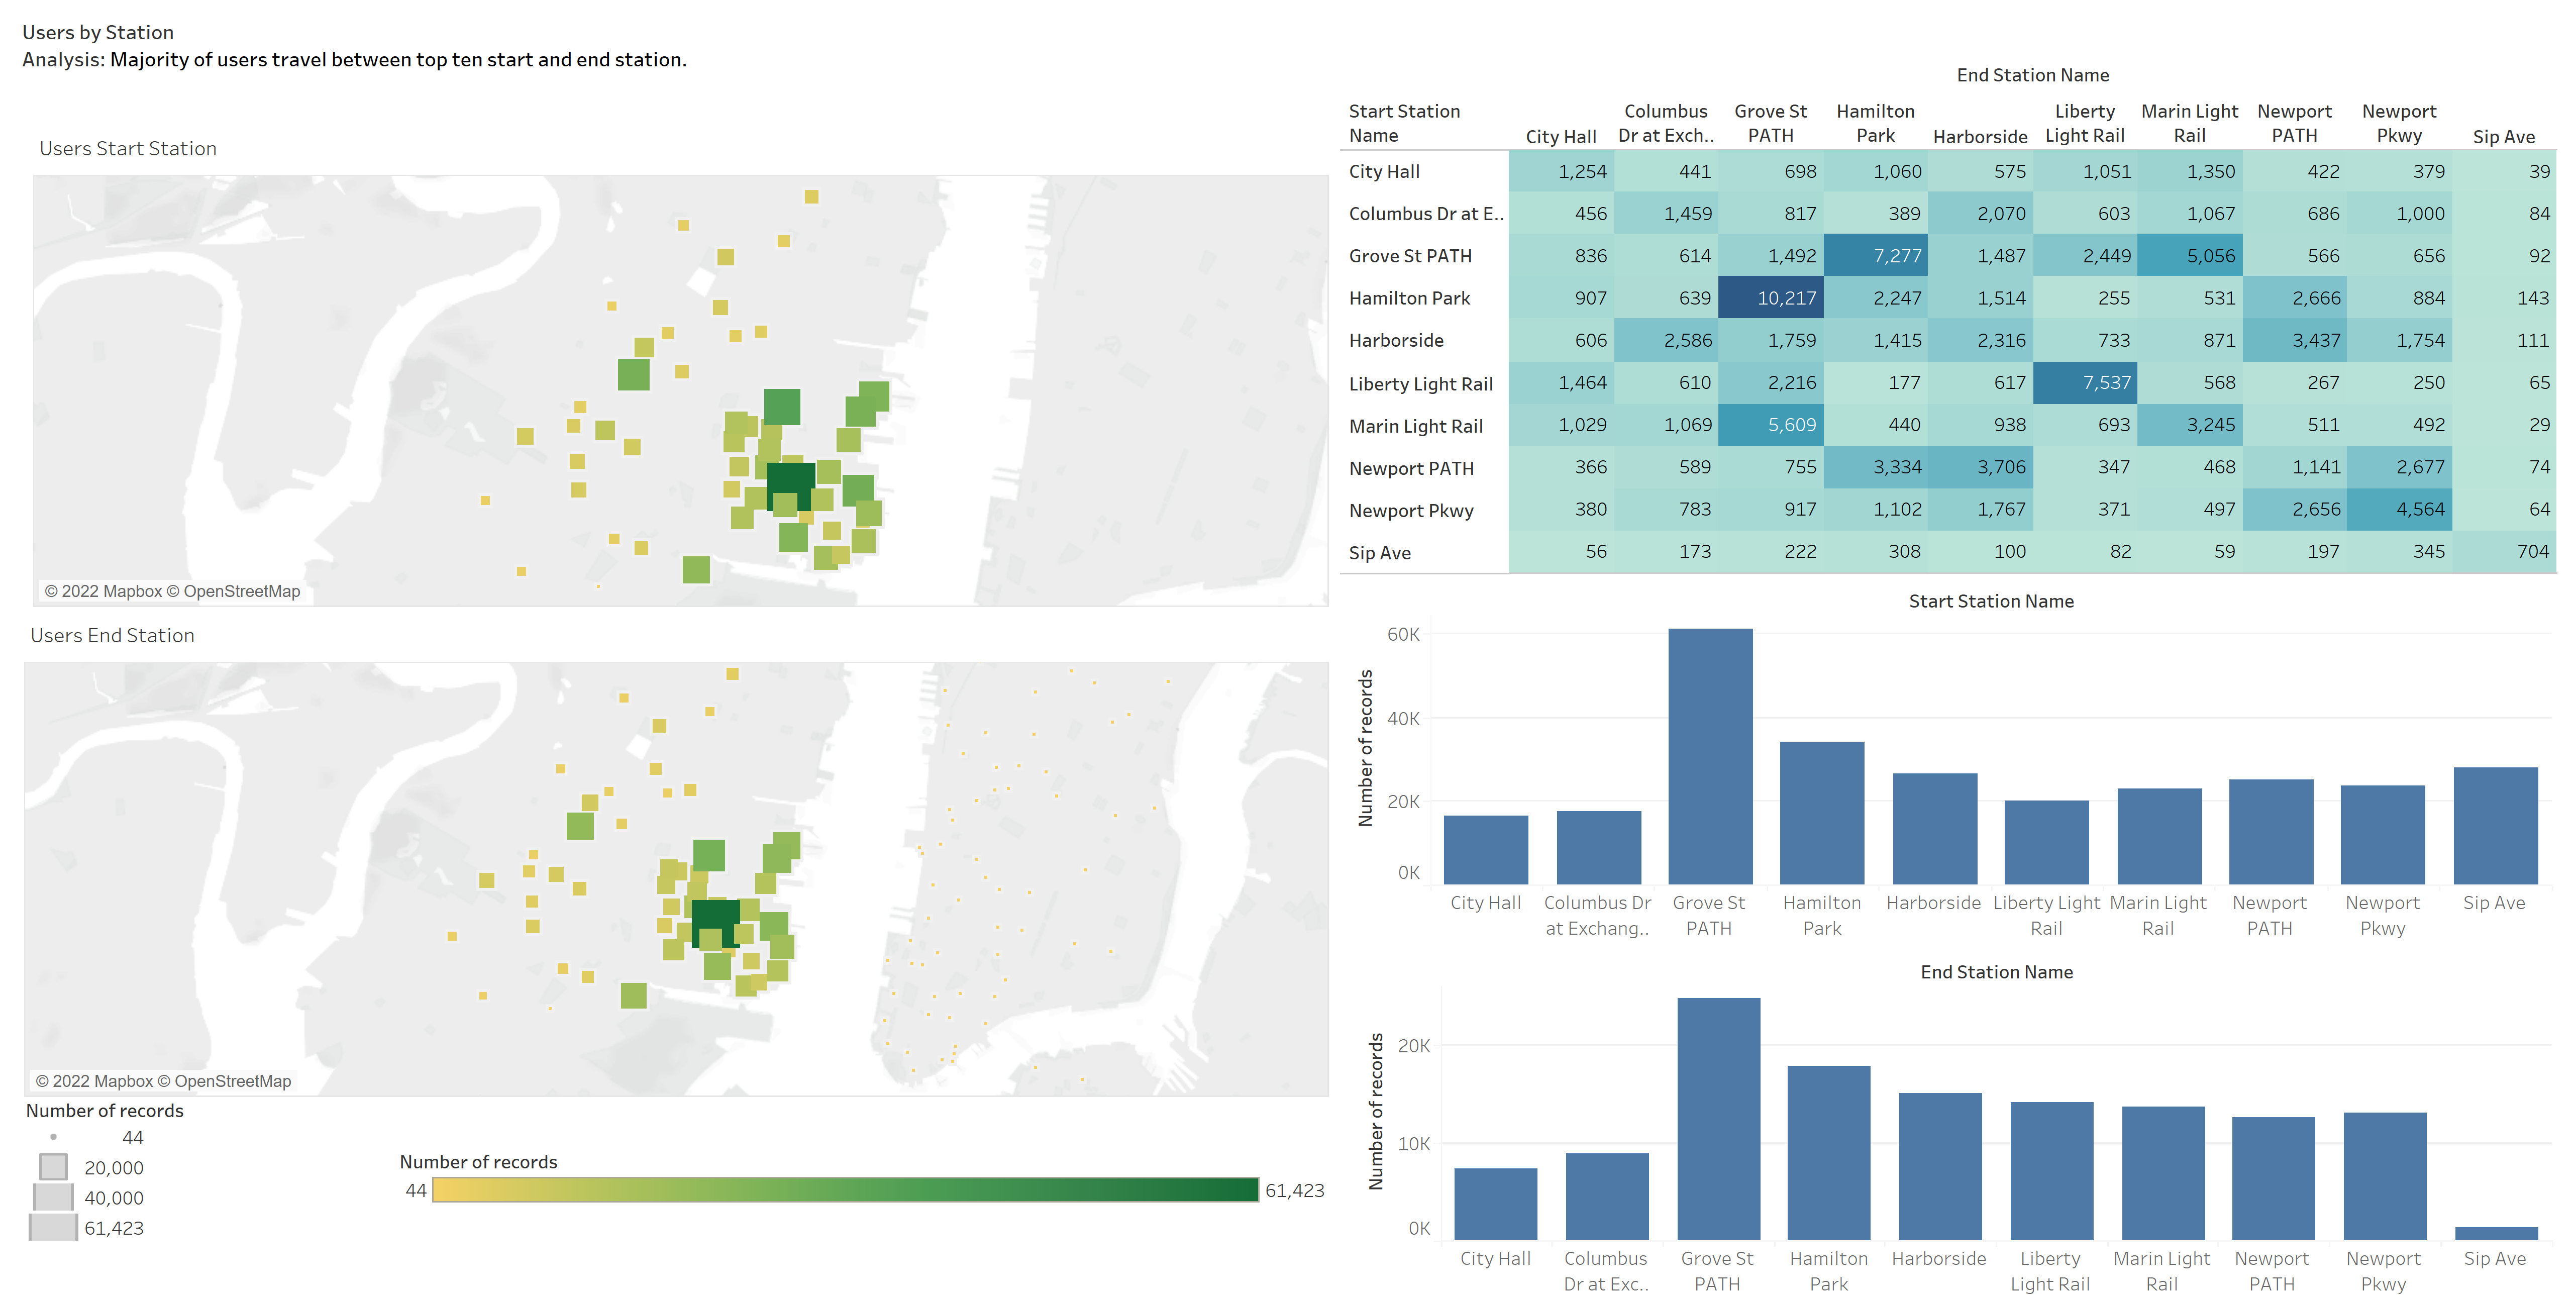 Users by Station
Analysis: Majority of users travel between top ten start and end station.
Users Start Station
© 2022 Mapbox © OpenStreetMap
Users End Station
© 2022 Mapbox © OpenStreetMap
Number of records
44
20,000
40,000
61,423
Number of records
44 61,423
End Station Name
Start Station Name City Hall Columbus Dr at Exch.. Grove St PATH Hamilton Park Harborside Liberty Light Rail Marin Light Rail Newport PATH Newport Pkwy Sip Ave
City Hall 1,254 441 698 1,060 575 1,051 1,350 422 379 39
Columbus Dr at E.. 456 1,459 817 389 2,070 603 1,067 686 1,000 84
Grove St PATH 836 614 1,492 7,277 1,487 2,449 5,056 566 656 92
Hamilton Park 907 639 10,217 2,247 1,514 255 531 2,666 884 143
Harborside 606 2,586 1,759 1,415 2,316 733 871 3,437 1,754 111
Liberty Light Rail 1,464 610 2,216 177 617 7,537 568 267 250 65
Marin Light Rail 1,029 1,069 5,609 440 938 693 3,245 511 492 29
Newport PATH 366 589 755 3,334 3,706 347 468 1,141 2,677 74
Newport Pkwy 380 783 917 1,102 1,767 371 497 2,656 4,564 64
Sip Ave 56 173 222 308 100 82 59 197 345 704
Start Station Name
Number of records
60K
40K
20K
0K
City Hall Columbus Dr at Exchang.. Grove St PATH Hamilton Park Harborside Liberty Light Rail Marin Light Rail Newport PATH Newport Pkwy Sip Ave
End Station Name
Number of records
20K
10K
0K
City Hall Columbus Dr at Exc.. Grove St PATH Hamilton Park Harborside Liberty Light Rail Marin Light Rail Newport PATH Newport Pkwy Sip Ave